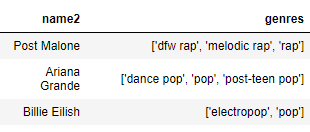 name2 genres
Post Malone ['dfw rap', 'melodic rap', 'rap']
Ariana
Grande ['dance pop', 'pop', 'post-teen pop']
Billie Eilish ['electropop', 'pop']